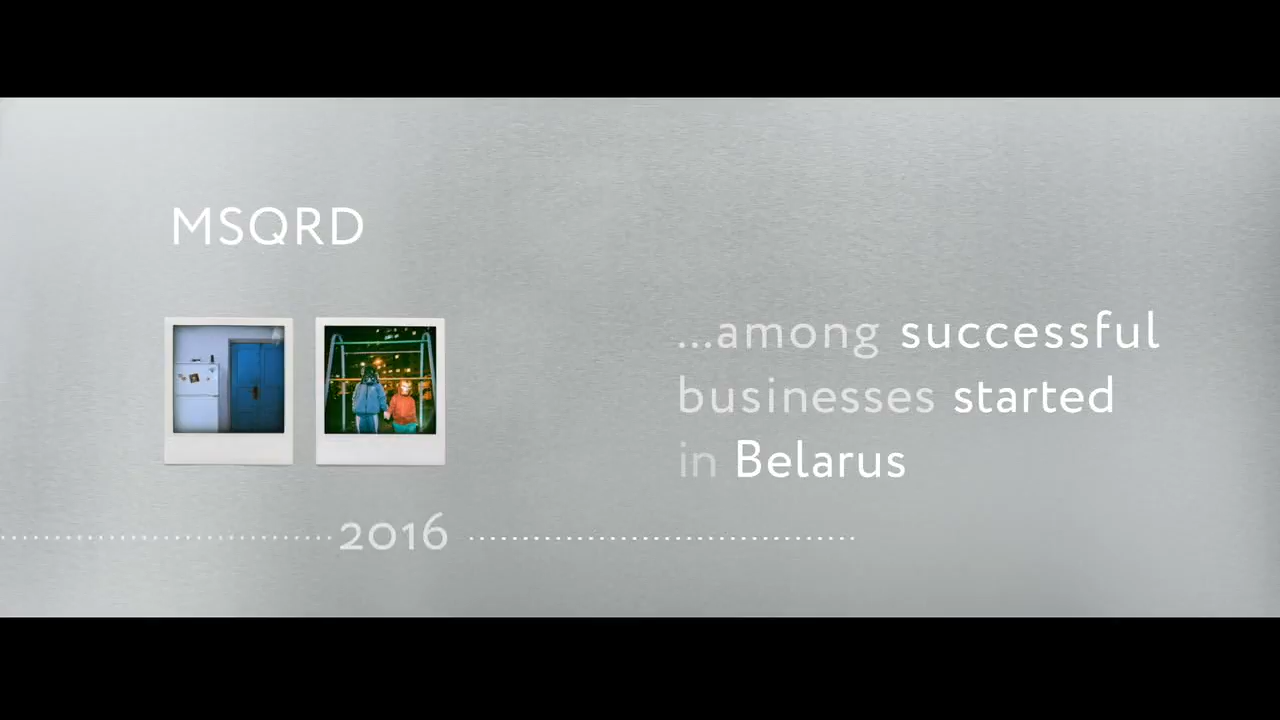 MSQRD
...among successful
businesses started
in Belarus
2016